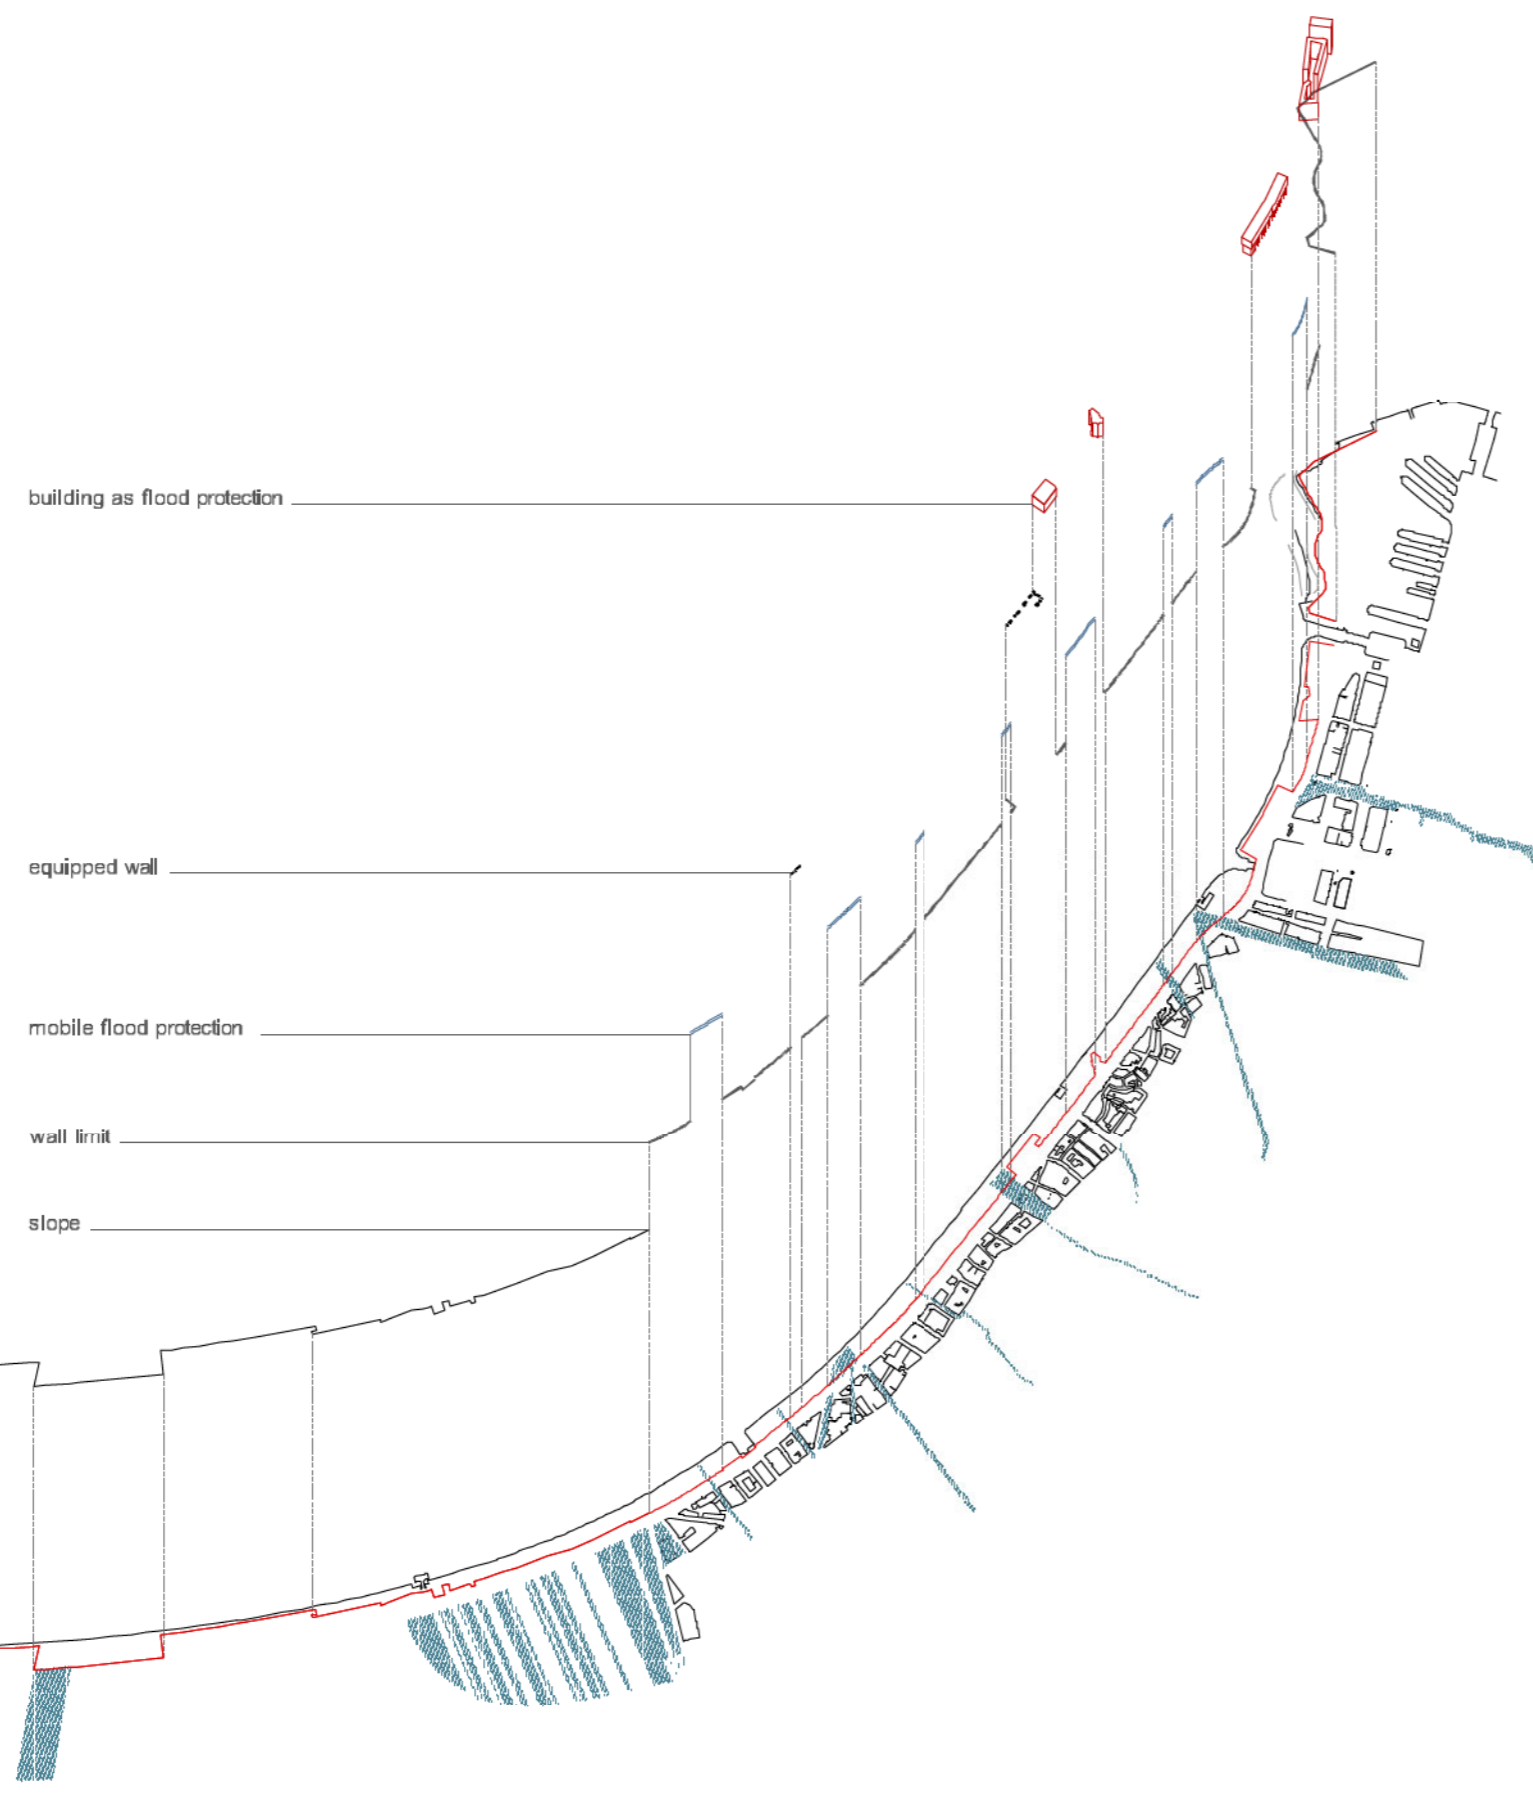 building as flood protection
equipped wall
mobile flood protection
wall limit
slope